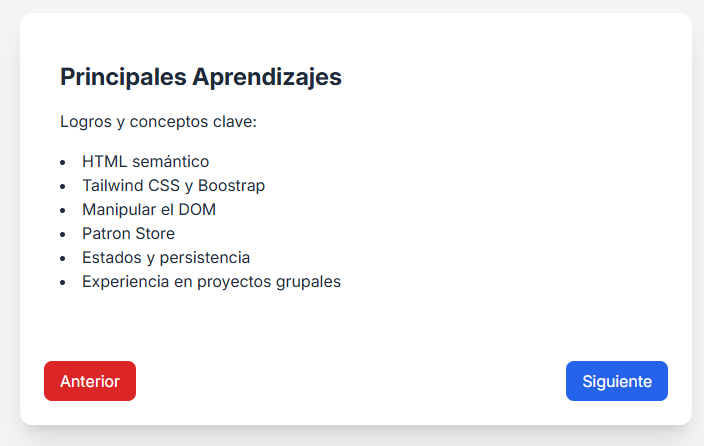 Principales Aprendizajes
Logros y conceptos clave:
HTML semántico
Tailwind CSS y Boostrap
Manipular el DOM
Patron Store
Estados y persistencia
Experiencia en proyectos grupales
Anterior
Siguiente